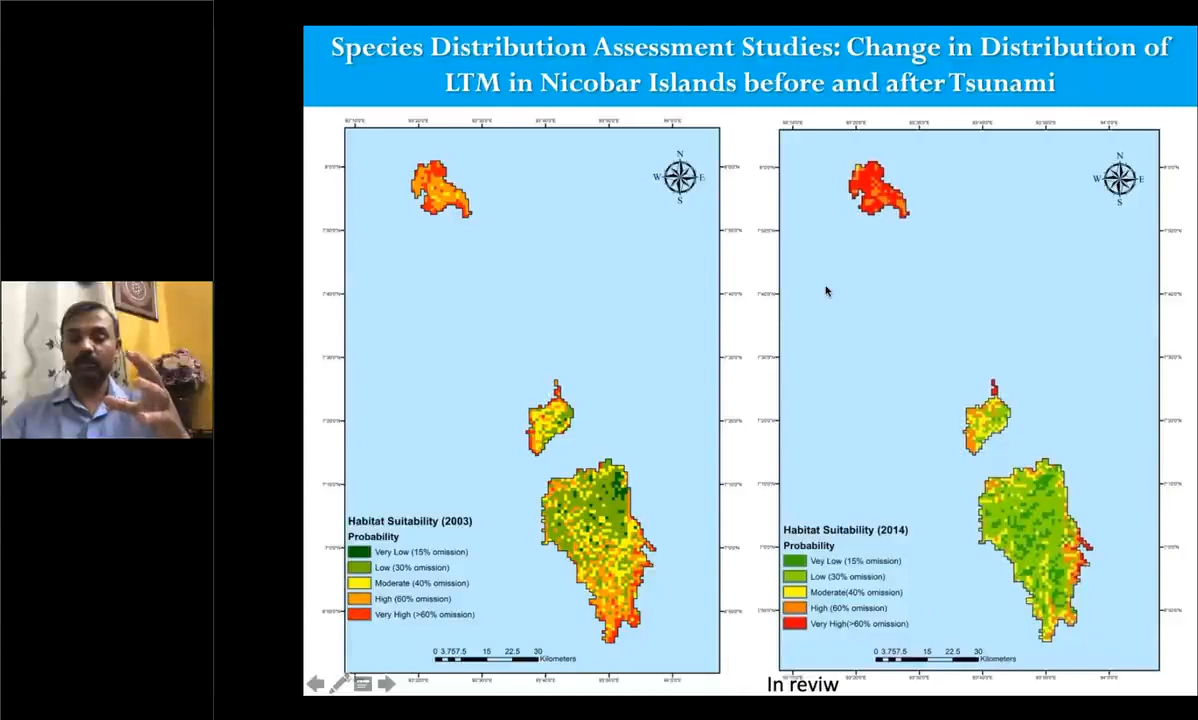 Species Distribution Assessment Studies: Change in Distribution of
LTM in Nicobar Islands before and after Tsunami
N
W
E
S
Habitat Suitability (2003)
Probability
Very Low (15% omission)
Low (30% omission)
Moderate (40% omission)
High (60% omission)
Very High (>60% omission)
0 3.757.5 15 22.5 30
Kilometers
N
W
E
S
Habitat Suitability (2014)
Probability
Vey Low (15% omission)
Low (30% omission)
Moderate(40% omission)
High (60% omission)
Very High(>60% omission)
0 3.757.5 15 22.5 30
Kilometers
In reviw